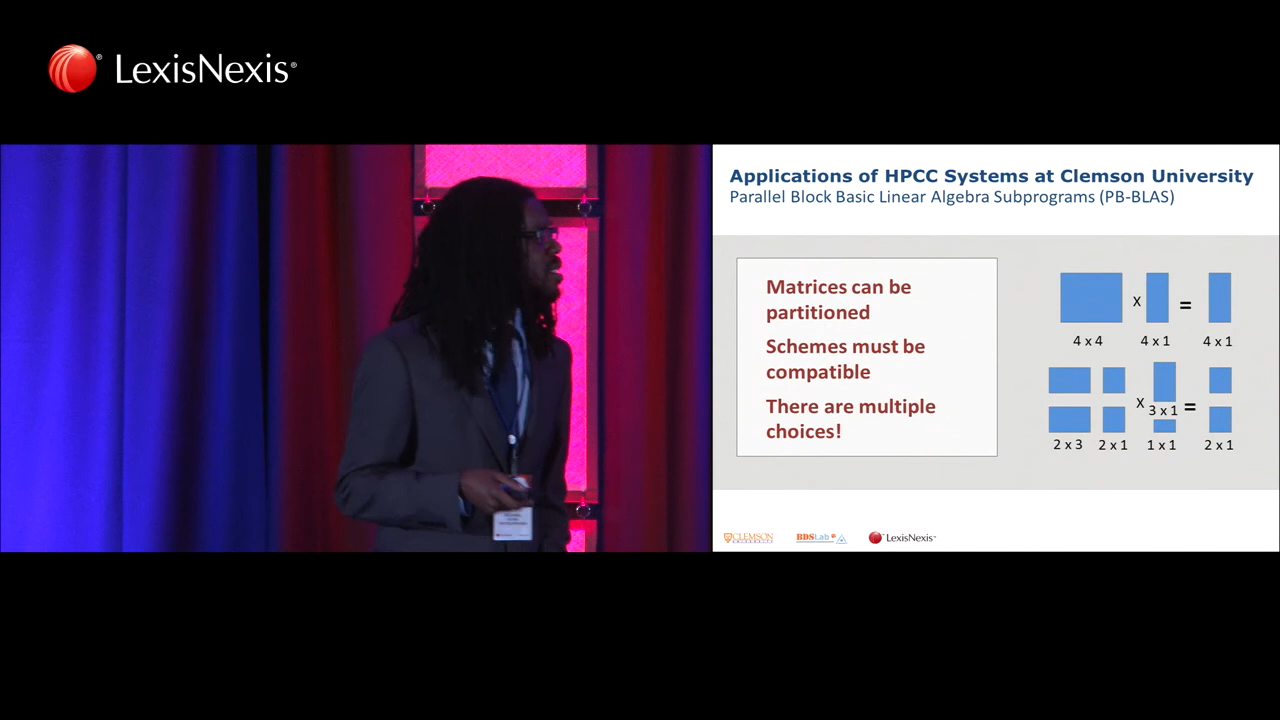 LexisNexis®
Applications of HPCC Systems at Clemson University
Parallel Block Basic Linear Algebra Subprograms (PB-BLAS)
Matrices can be
partitioned
Schemes must be
compatible
There are multiple
choices!
x =
4 x 4 4 x 1 4 x 1
x 3 x 1 =
2 x 3 2 x 1 1 x 1 2 x 1
CLEMSON
BDSLab
LexisNexis